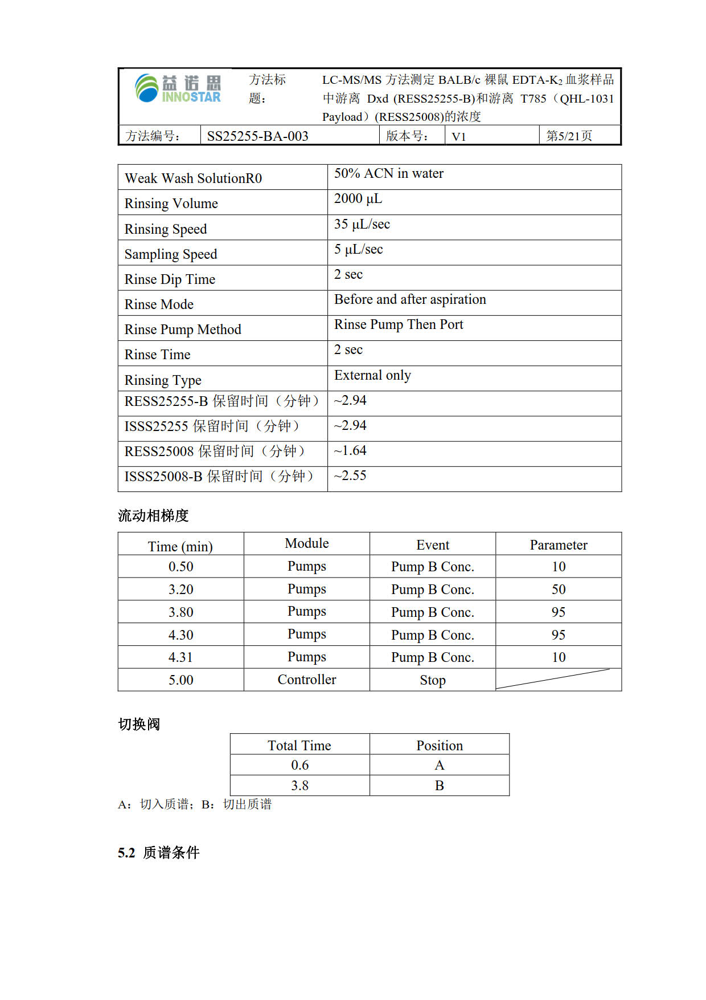 益诺思
INNOSTAR
方法标题：
LC-MS/MS 方法测定 BALB/c 裸鼠 EDTA-K2 血浆样品
中游离 Dxd (RESS25255-B)和游离 T785（QHL-1031
Payload）(RESS25008)的浓度
方法编号： SS25255-BA-003 版本号： V1 第5/21页
Weak Wash SolutionR0 50% ACN in water
Rinsing Volume 2000 μL
Rinsing Speed 35 μL/sec
Sampling Speed 5 μL/sec
Rinse Dip Time 2 sec
Rinse Mode Before and after aspiration
Rinse Pump Method Rinse Pump Then Port
Rinse Time 2 sec
Rinsing Type External only
RESS25255-B 保留时间（分钟） ~2.94
ISSS25255 保留时间（分钟） ~2.94
RESS25008 保留时间（分钟） ~1.64
ISSS25008-B 保留时间（分钟） ~2.55
流动相梯度
Time (min) Module Event Parameter
0.50 Pumps Pump B Conc. 10
3.20 Pumps Pump B Conc. 50
3.80 Pumps Pump B Conc. 95
4.30 Pumps Pump B Conc. 95
4.31 Pumps Pump B Conc. 10
5.00 Controller Stop
切换阀
Total Time Position
0.6 A
3.8 B
A：切入质谱；B：切出质谱
5.2 质谱条件